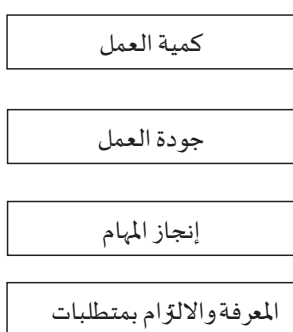 كمية العمل
جودة العمل
إنجاز المهام
المعرفة والالتزام بمتطلبات